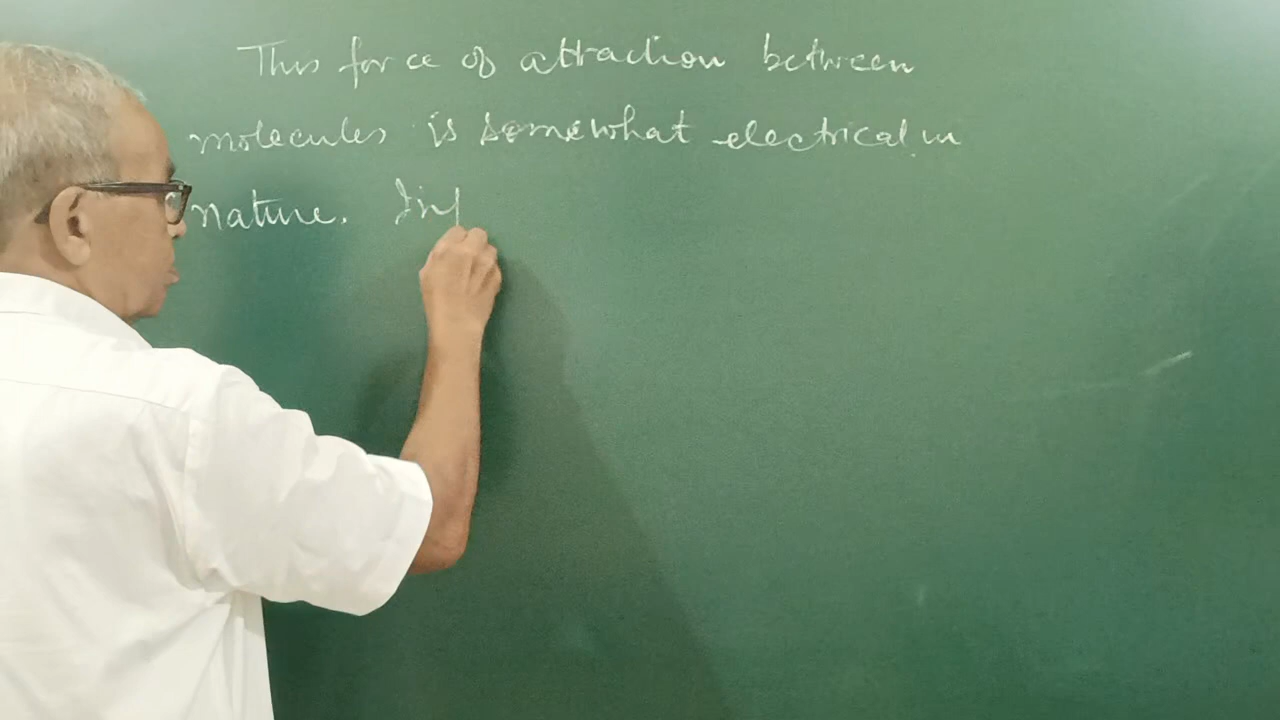 This force of attraction between
molecules is somewhat electrical in
nature.